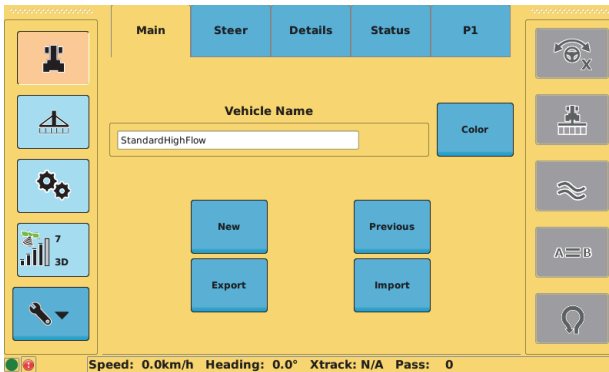 Main Steer Details Status P1
X
Vehicle Name
StandardHighFlow
Color
New Previous
7
3D
A B
Export Import
Speed: 0.0km/h Heading: 0.0° Xtrack: N/A Pass: 0